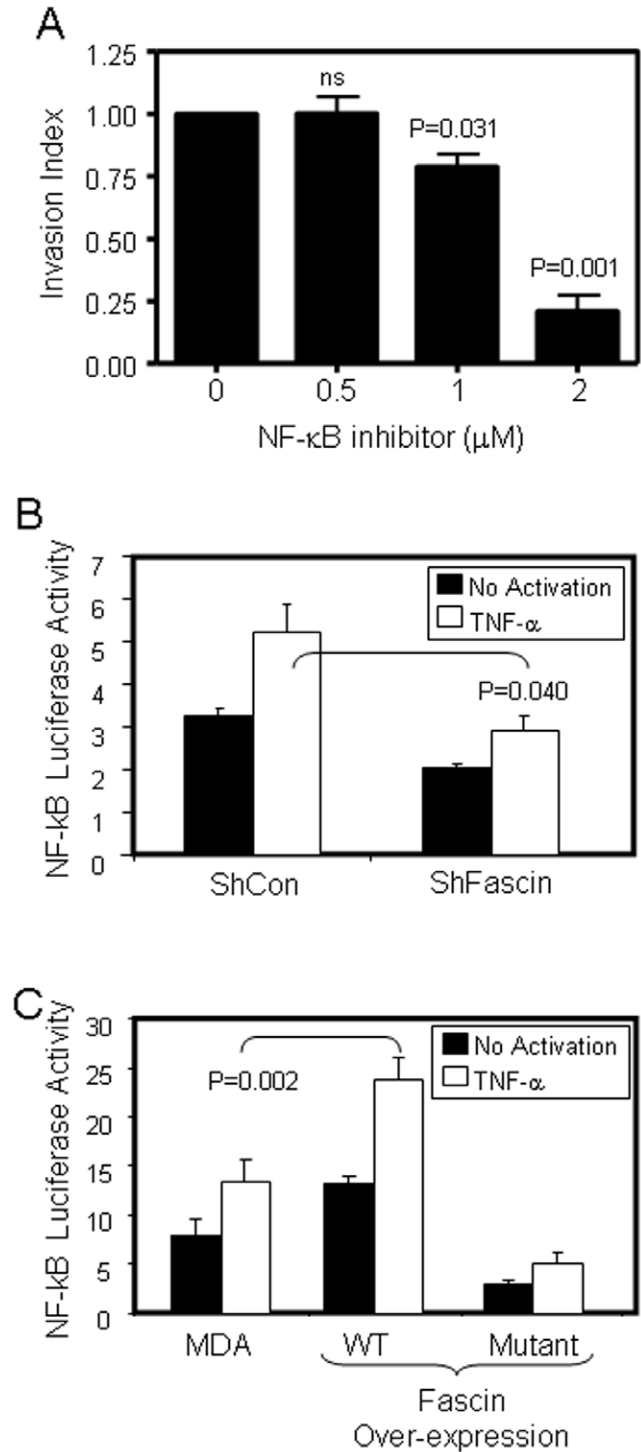 A
1.25
1.00
0.75
0.50
0.25
0.00
Invasion Index
ns
P=0.031
P=0.001
0 0.5 1 2
NF-κB inhibitor (μM)
B
7
6
5
4
3
2
1
0
NF-kB Luciferase Activity
No Activation
TNF-α
P=0.040
ShCon ShFascin
C
30
25
20
15
10
5
0
NF-kB Luciferase Activity
No Activation
TNF-α
P=0.002
MDA WT Mutant
Fascin
Over-expression